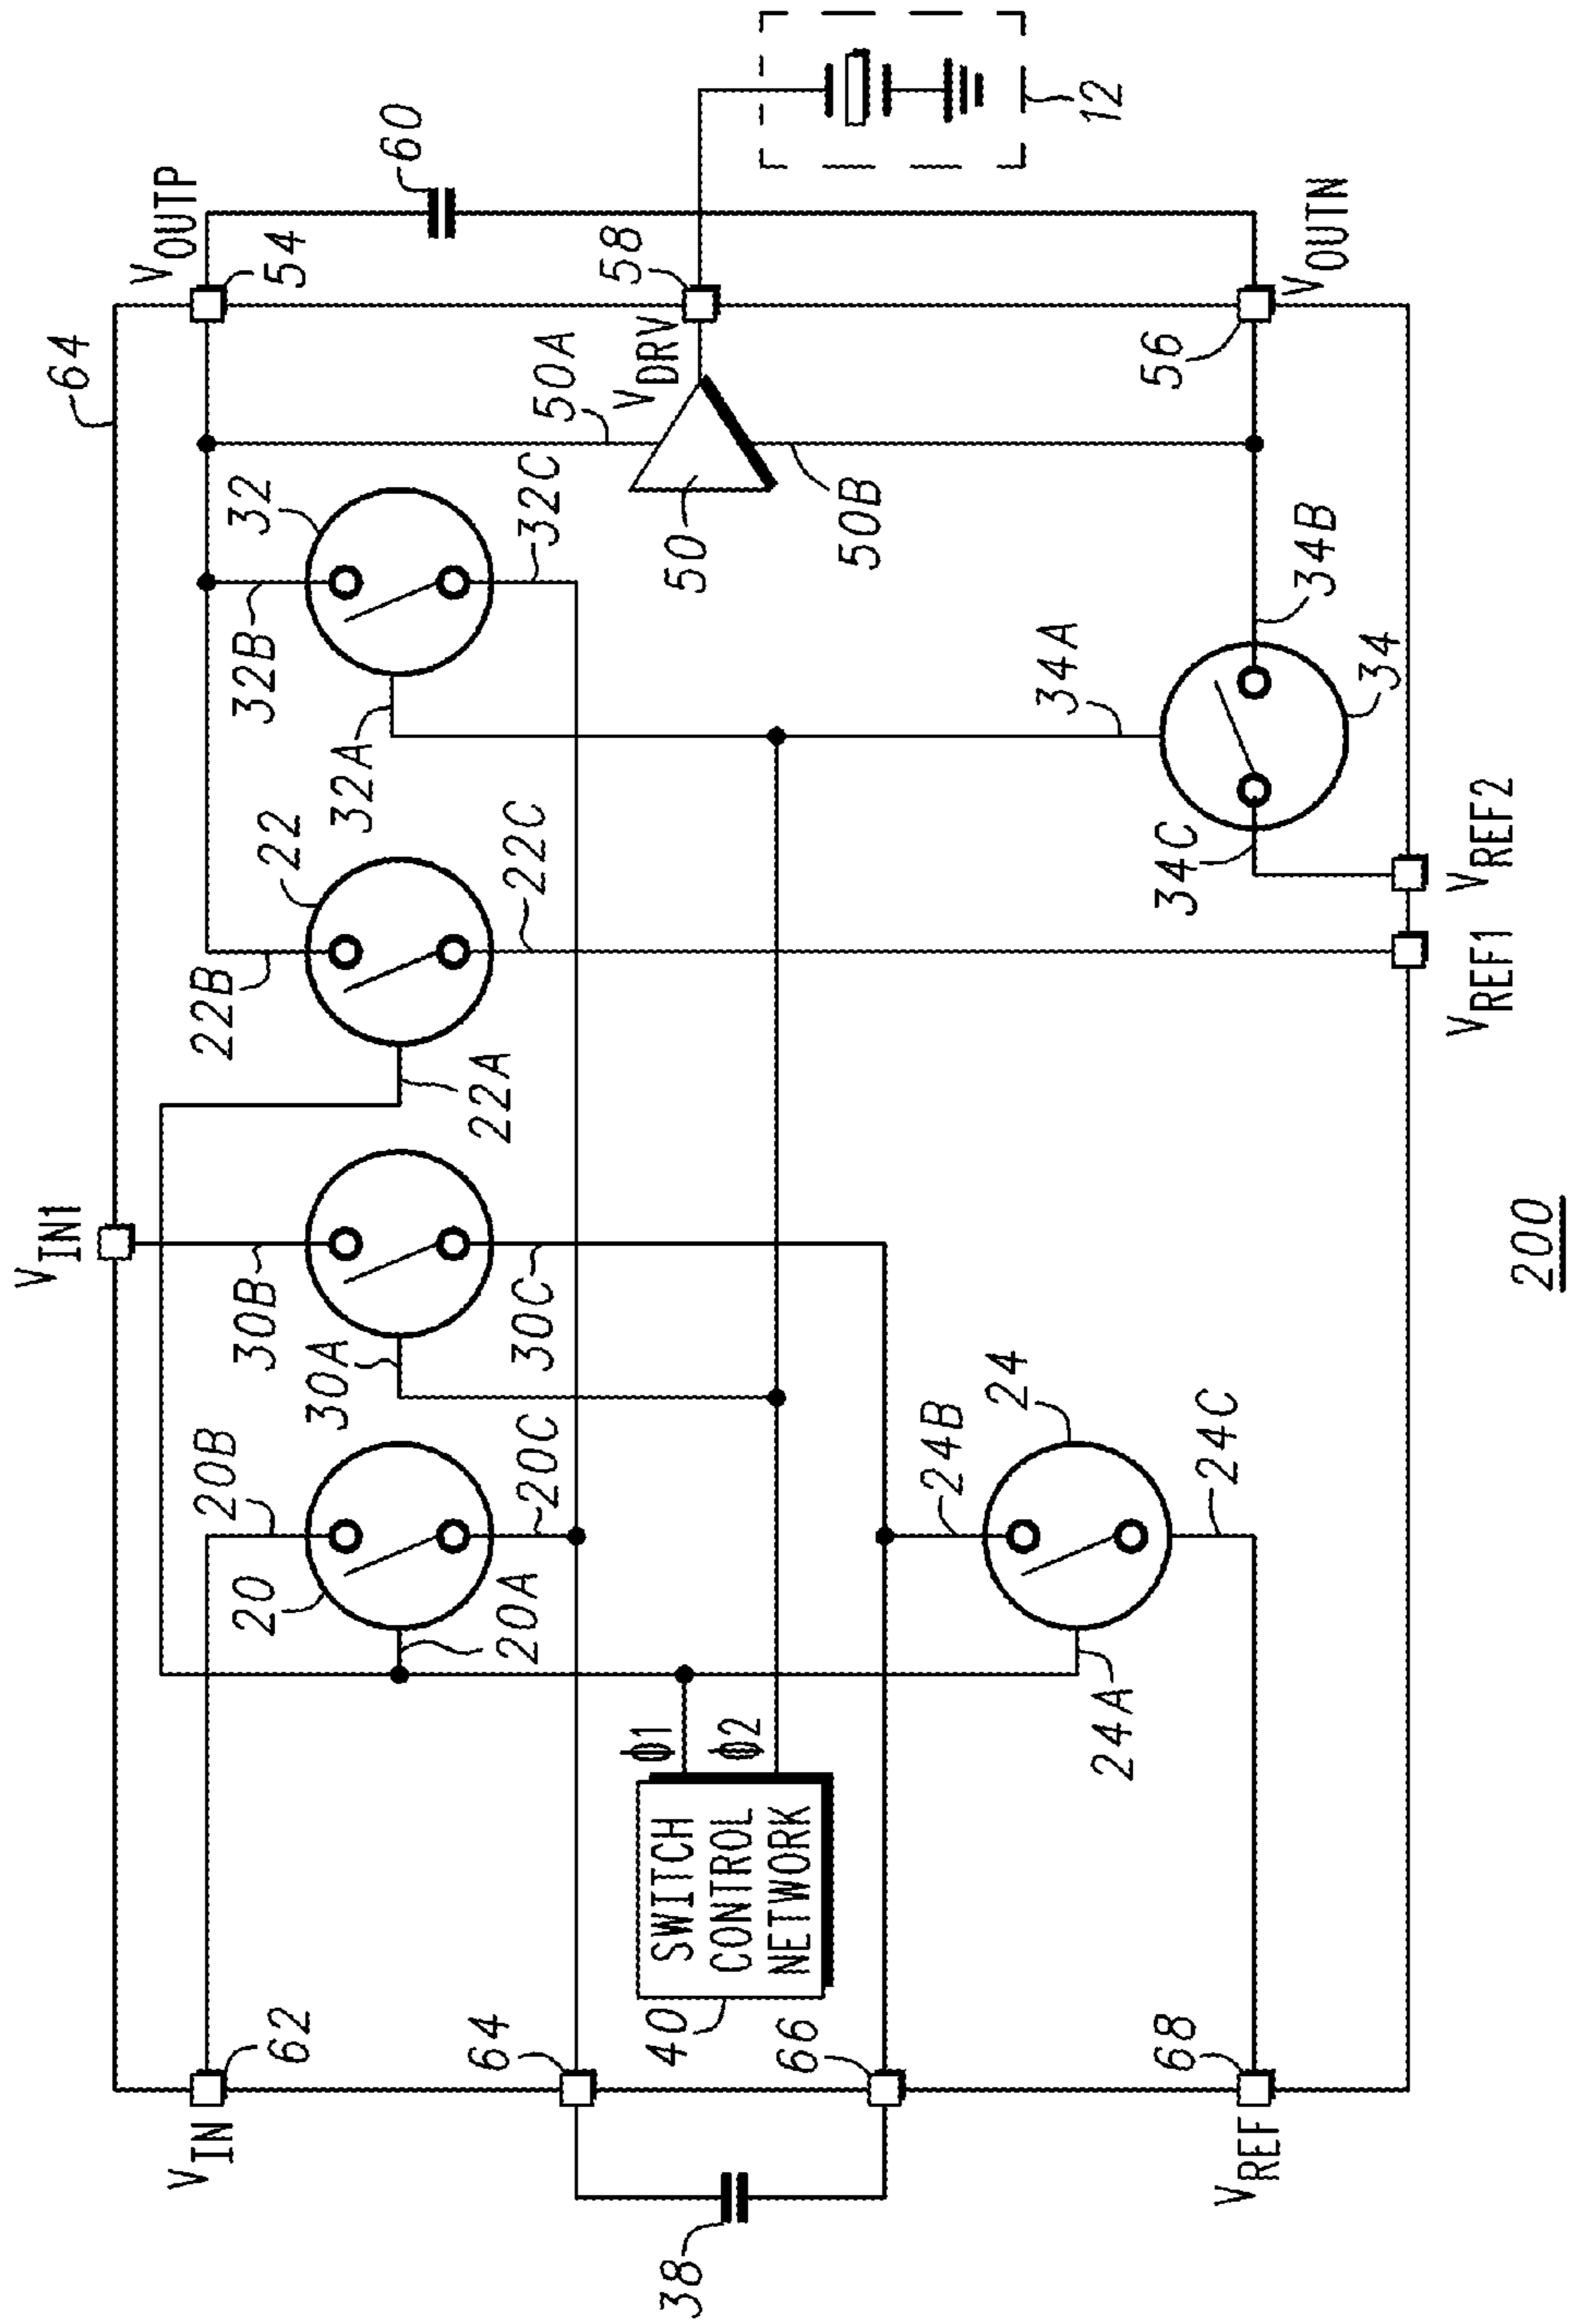 64
V_IN1
V_OUTP
54
60
V_IN
62
20B
20
20A
20C
30B
30A
30C
22B
22
22A
22C
32B
32
32A
32C
50A
V_DRV
58
50
50B
12
64
38
40
SWITCH
CONTROL
NETWORK
ϕ1
ϕ2
66
24B
24
24A
24C
34A
34C
34B
34
56
V_OUTN
68
V_REF
V_REF1
V_REF2
200